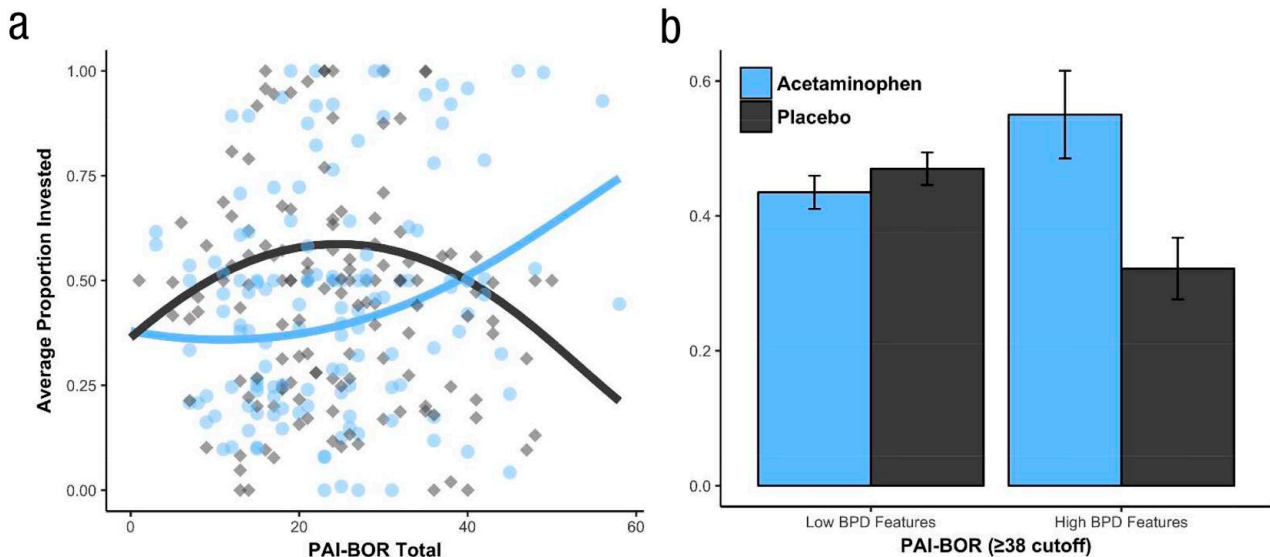 a
1.00
0.75
0.50
0.25
0.00
Average Proportion Invested
0
20
40
60
PAI-BOR Total
b
Acetaminophen
Placebo
0.6
0.4
0.2
0.0
Low BPD Features
High BPD Features
PAI-BOR (≥38 cutoff)